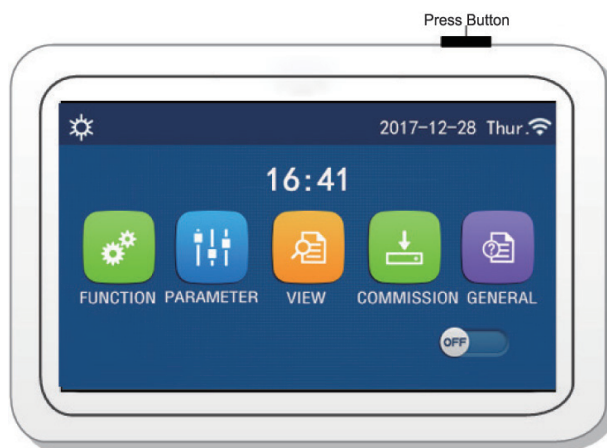 Press Button
2017-12-28 Thur.
16:41
FUNCTION PARAMETER VIEW COMMISSION GENERAL
OFF